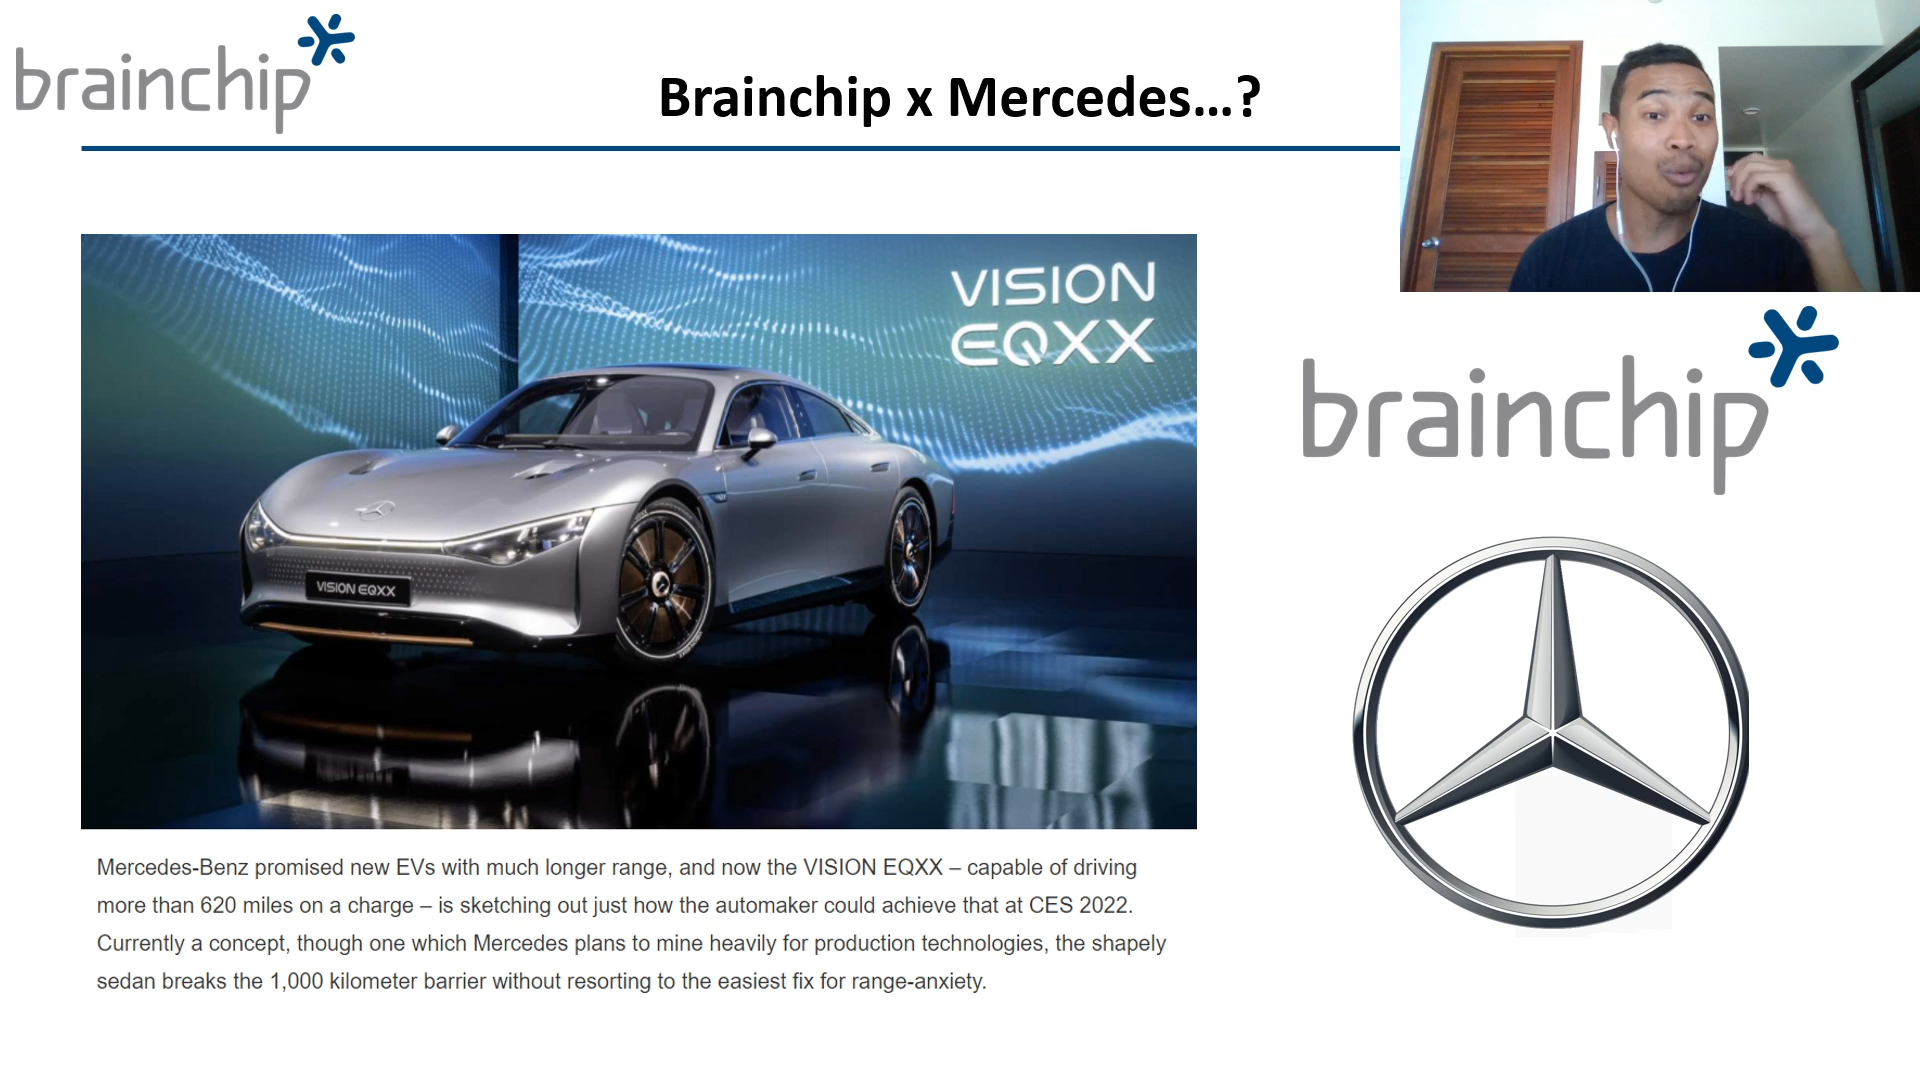 brainchip
Brainchip x Mercedes...?
VISION
EQXX
VISION EQXX
brainchip
Mercedes-Benz promised new EVs with much longer range, and now the VISION EQXX – capable of driving
more than 620 miles on a charge – is sketching out just how the automaker could achieve that at CES 2022.
Currently a concept, though one which Mercedes plans to mine heavily for production technologies, the shapely
sedan breaks the 1,000 kilometer barrier without resorting to the easiest fix for range-anxiety.